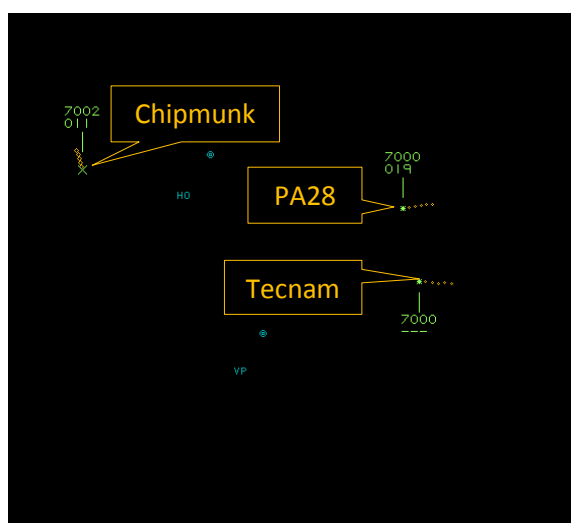 7002
011
Chipmunk
HO
7000
019
PA28
Tecnam
7000
---
VP